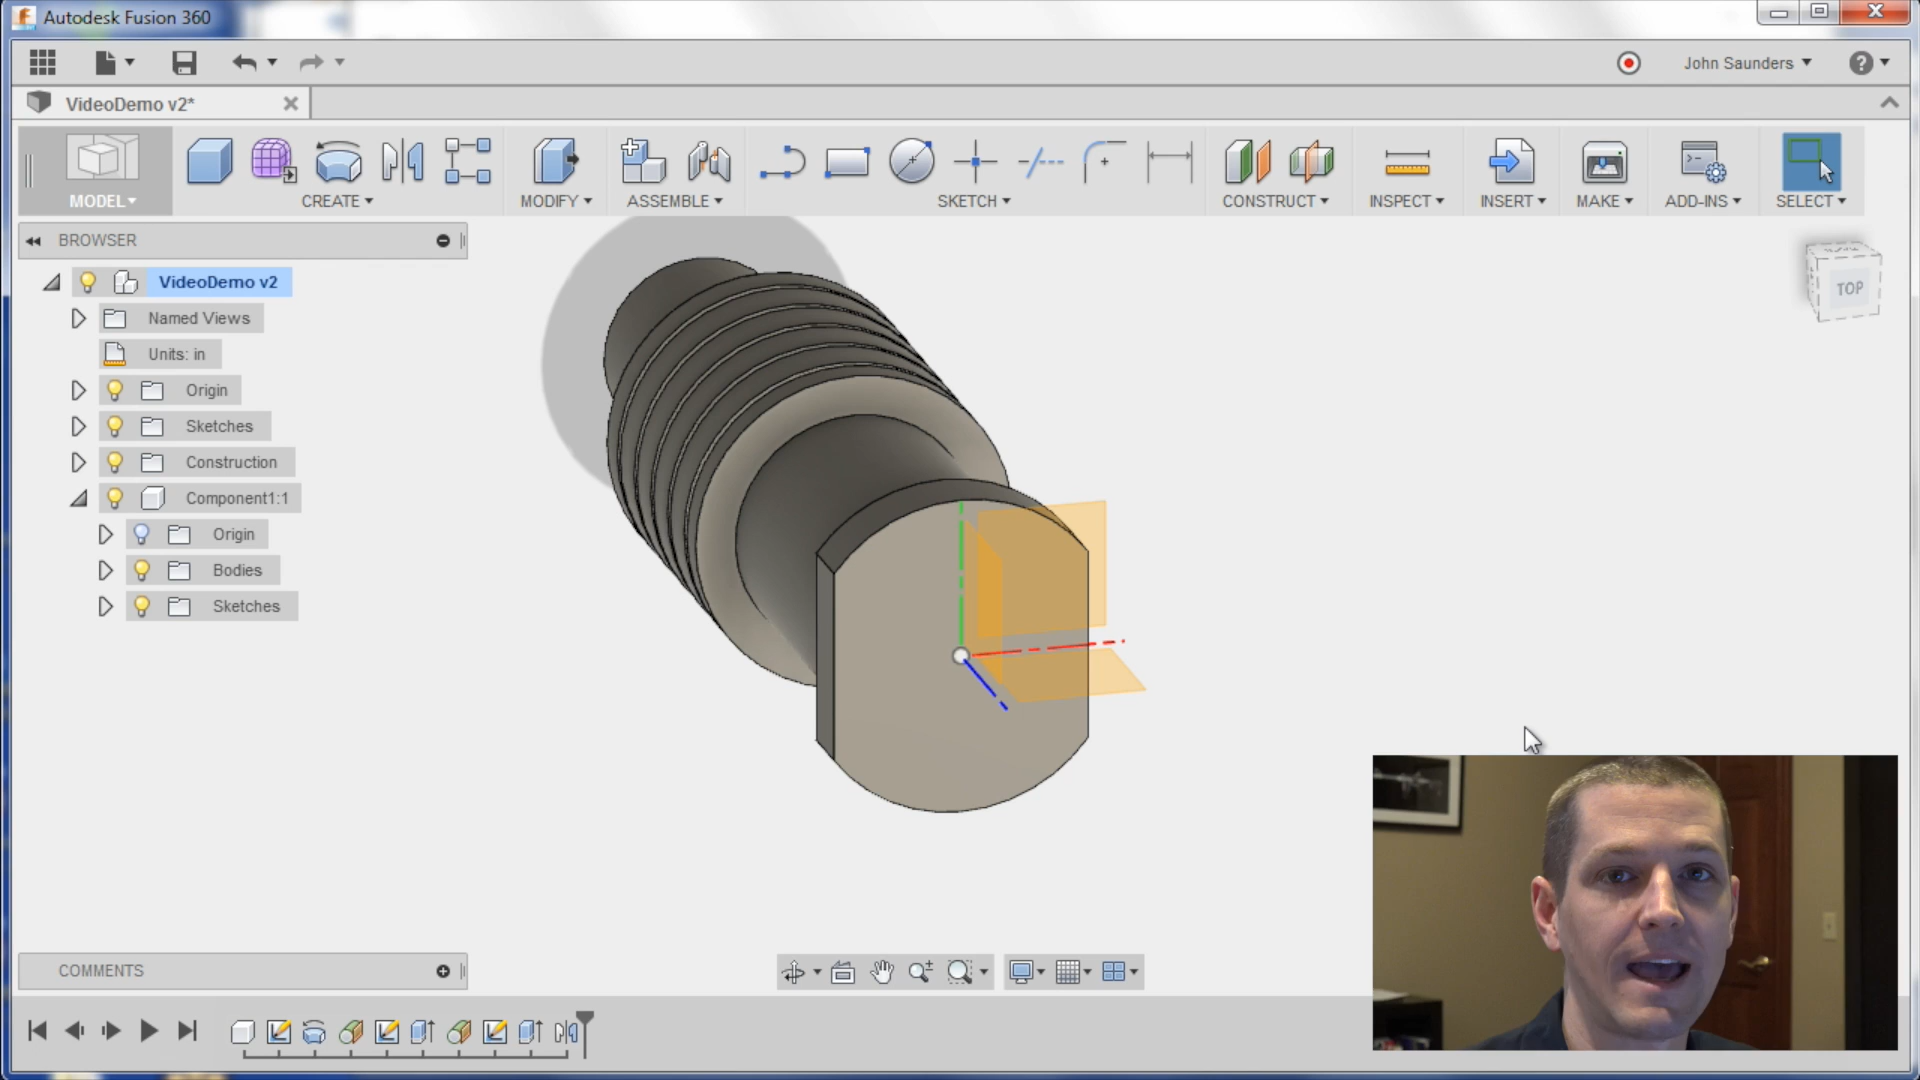 Autodesk Fusion 360
John Saunders
VideoDemo v2*
MODEL
CREATE
MODIFY
ASSEMBLE
SKETCH
CONSTRUCT
INSPECT
INSERT
MAKE
ADD-INS
SELECT
BROWSER
VideoDemo v2
Named Views
Units: in
Origin
Sketches
Construction
Component1:1
Origin
Bodies
Sketches
TOP
COMMENTS